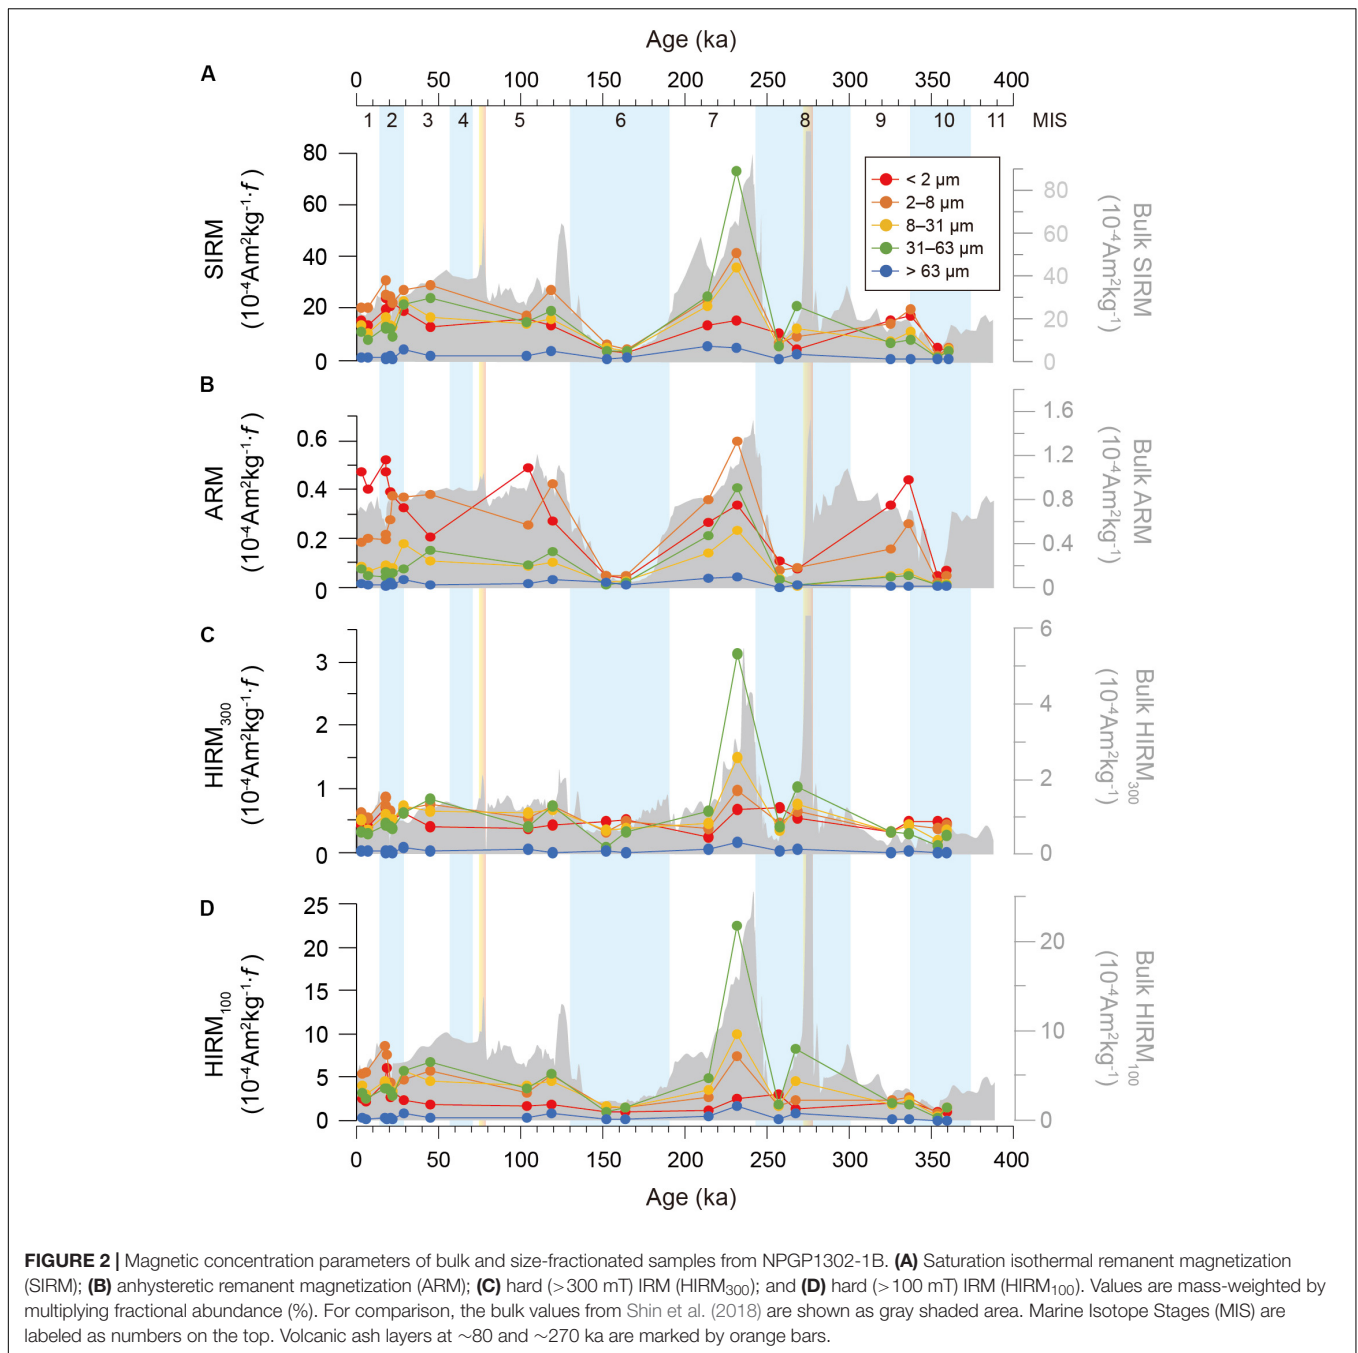 Age (ka)
A
0 50 100 150 200 250 300 350 400
1 2 3 4 5 6 7 8 9 10 11 MIS
80
60
40
20
0
SIRM
(10⁻⁴Am²kg⁻¹·f )
< 2 µm
2–8 µm
8–31 µm
31–63 µm
> 63 µm
80
60
40
20
0
Bulk SIRM
(10⁻⁴Am²kg⁻¹)
B
0.6
0.4
0.2
0
ARM
(10⁻⁴Am²kg⁻¹·f )
1.6
1.2
0.8
0.4
0
Bulk ARM
(10⁻⁴Am²kg⁻¹)
C
3
2
1
0
HIRM₃₀₀
(10⁻⁴Am²kg⁻¹·f )
6
4
2
0
Bulk HIRM₃₀₀
(10⁻⁴Am²kg⁻¹)
D
25
20
15
10
5
0
HIRM₁₀₀
(10⁻⁴Am²kg⁻¹·f )
20
10
0
Bulk HIRM₁₀₀
(10⁻⁴Am²kg⁻¹)
0 50 100 150 200 250 300 350 400
Age (ka)
FIGURE 2 | Magnetic concentration parameters of bulk and size-fractionated samples from NPGP1302-1B. (A) Saturation isothermal remanent magnetization
(SIRM); (B) anhysteretic remanent magnetization (ARM); (C) hard (>300 mT) IRM (HIRM₃₀₀); and (D) hard (>100 mT) IRM (HIRM₁₀₀). Values are mass-weighted by
multiplying fractional abundance (%). For comparison, the bulk values from Shin et al. (2018) are shown as gray shaded area. Marine Isotope Stages (MIS) are
labeled as numbers on the top. Volcanic ash layers at ∼80 and ∼270 ka are marked by orange bars.